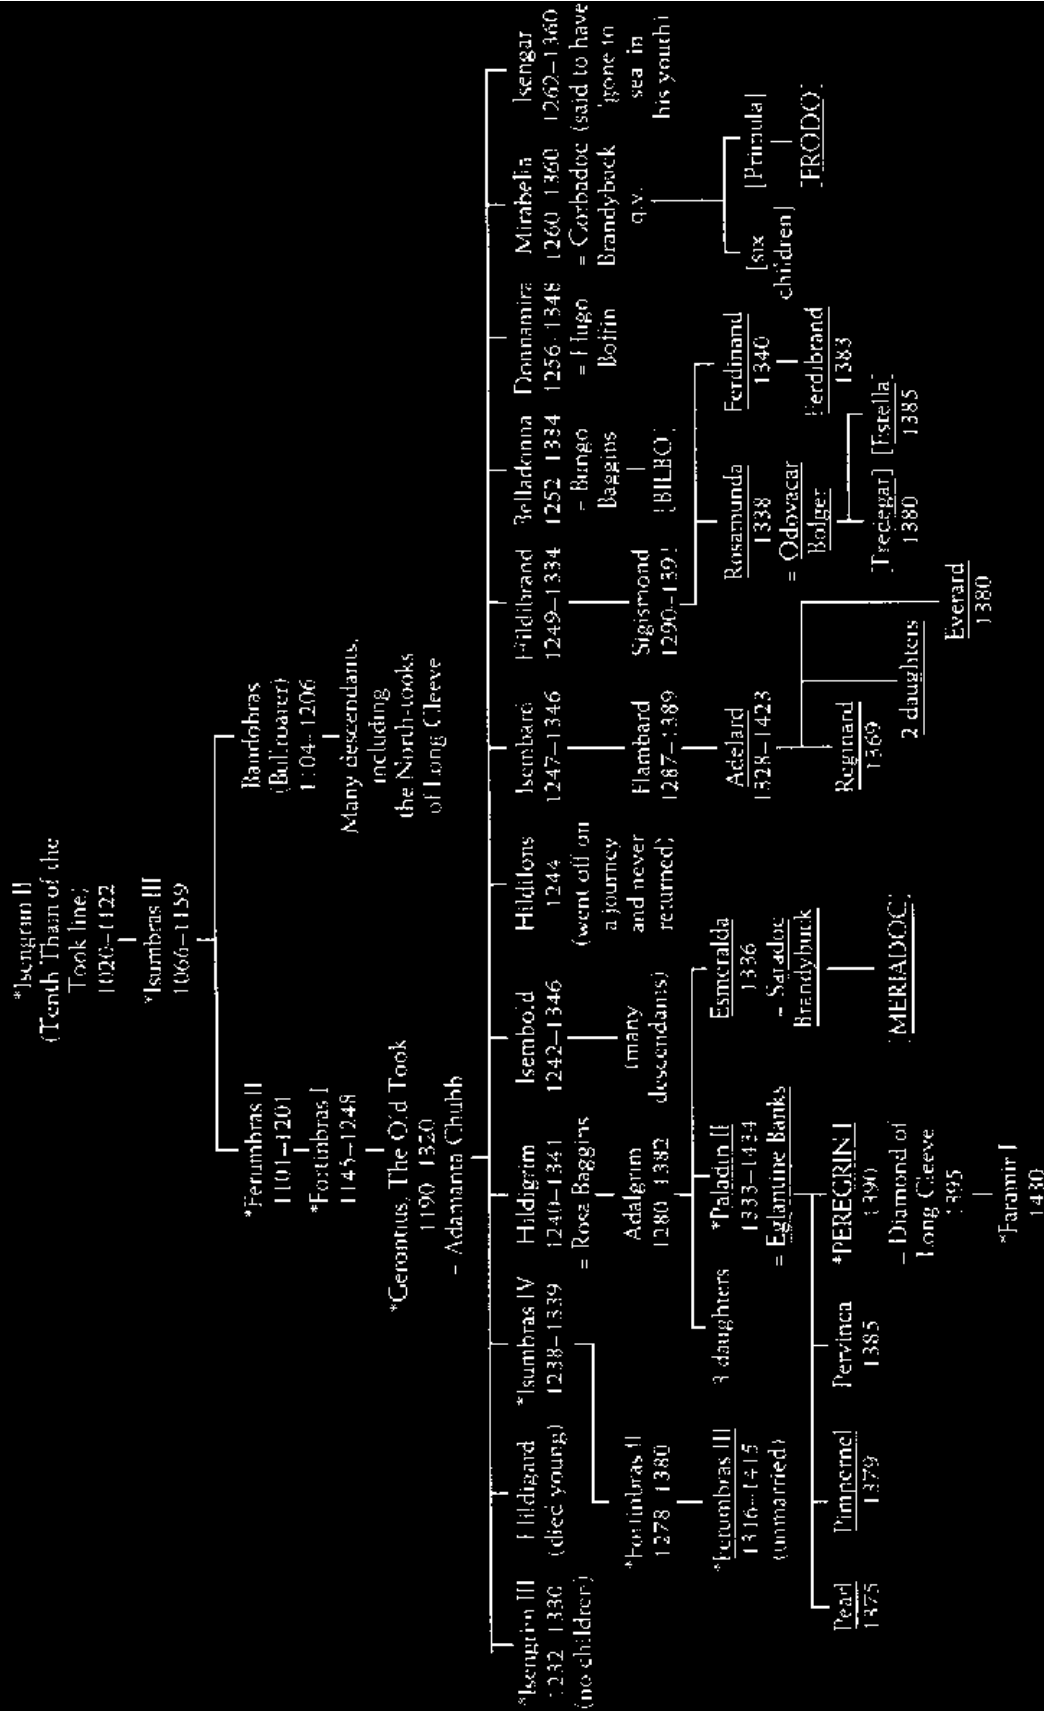 *Isengrim II
(Tenth Thain of the
Took line)
1020–1122
*Isumbras III
1066–1159
*Ferumbras II
1101–1201
Bandobras
(Bullroarer)
1104–1206
*Fortinbras I
1145–1248
Many descendants,
including
the North-tooks
of Long Cleeve
*Gerontius, The Old Took
1190 1320
= Adamanta Chubb
*Isengrim III
1232 1330
(no children)
Hildigard
(died young)
*Isumbras IV
1238–1339
Hildigrim
1240–1341
= Rosa Baggins
Isembold
1242–1346
(many
descendants)
Hildifons
1244
(went off on
a journey
and never
returned)
Isembard
1247–1346
Hildibrand
1249–1334
Belladonna
1252 1334
= Bungo
Baggins
[BILBO]
Donnamira
1256–1348
= Hugo
Boffin
Mirabella
1260 1360
= Gorbadoc
Brandybuck
q.v.
Isengar
1262–1360
(said to have
'gone to
sea' in
his youth)
*Fortinbras II
1278 1380
Adalgrim
1280 1382
Flambard
1287–1389
Sigismond
1290–1391
[six
children]
[Primula]
[FRODO]
*Ferumbras III
1316–1415
(unmarried)
3 daughters
*Paladin II
1333–1434
= Eglantine Banks
Esmeralda
1336
= Saradoc
Brandybuck
[MERIADOC]
Adelard
1328–1423
Rosamunda
1338
= Odovacar
Bolger
Ferdinand
1340
Ferdibrand
1383
Pearl
1375
Pimpernel
1379
Pervinca
1385
*PEREGRIN I
1390
= Diamond of
Long Cleeve
1395
Reginard
1369
2 daughters
Everard
1380
[Fredegar]
1380
[Estella]
1385
*Faramir I
1430